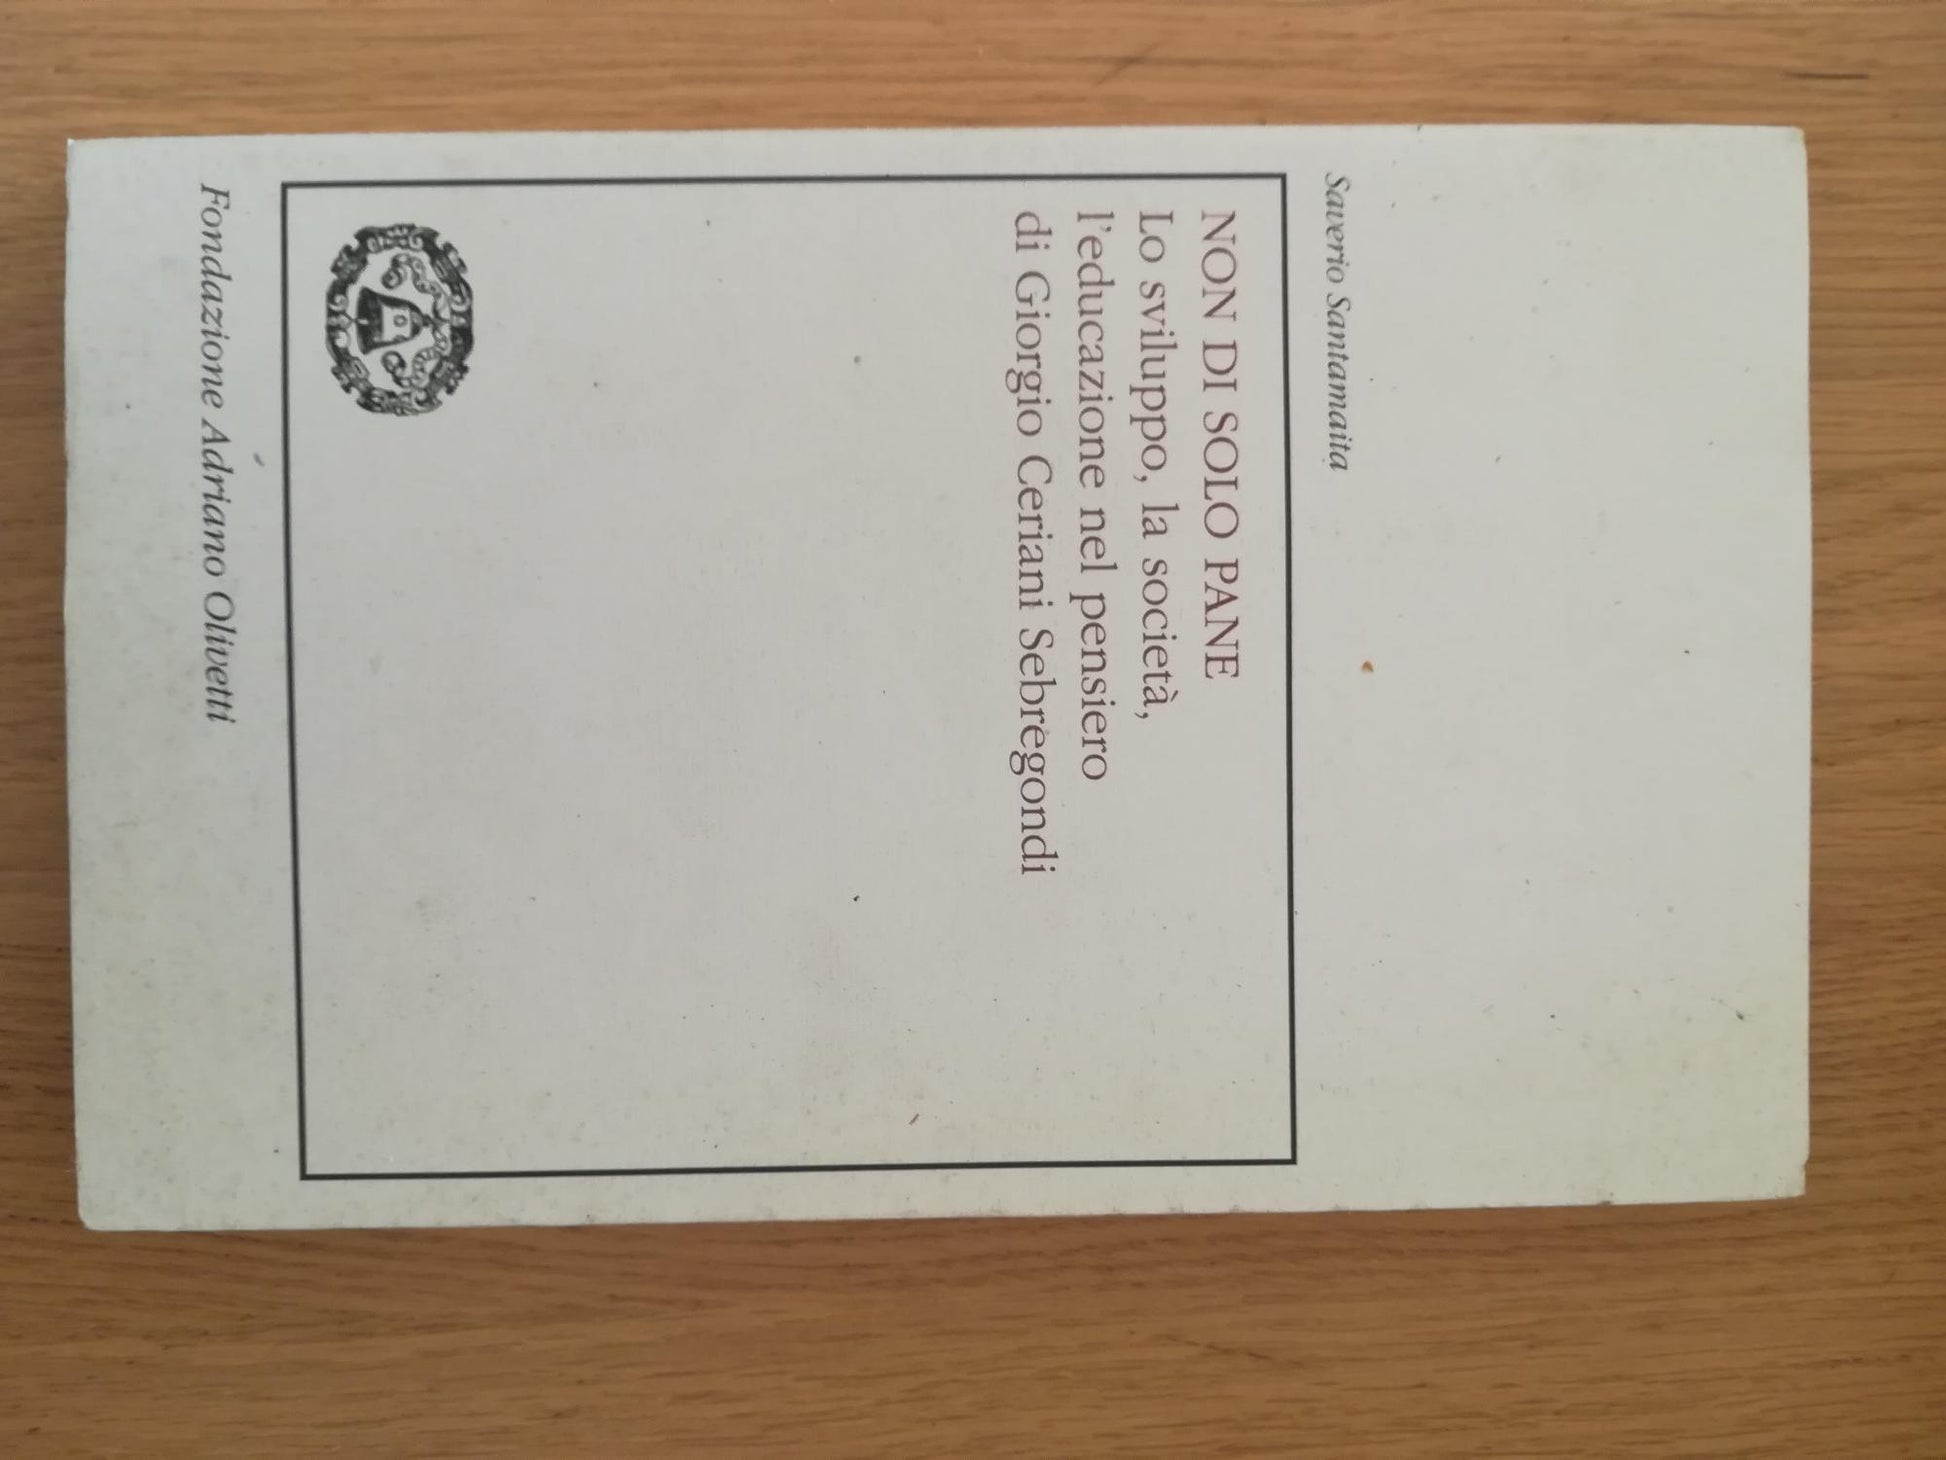 Saverio Santamaita
NON DI SOLO PANE
Lo sviluppo, la società,
l'educazione nel pensiero
di Giorgio Ceriani Sebregondi
Fondazione Adriano Olivetti